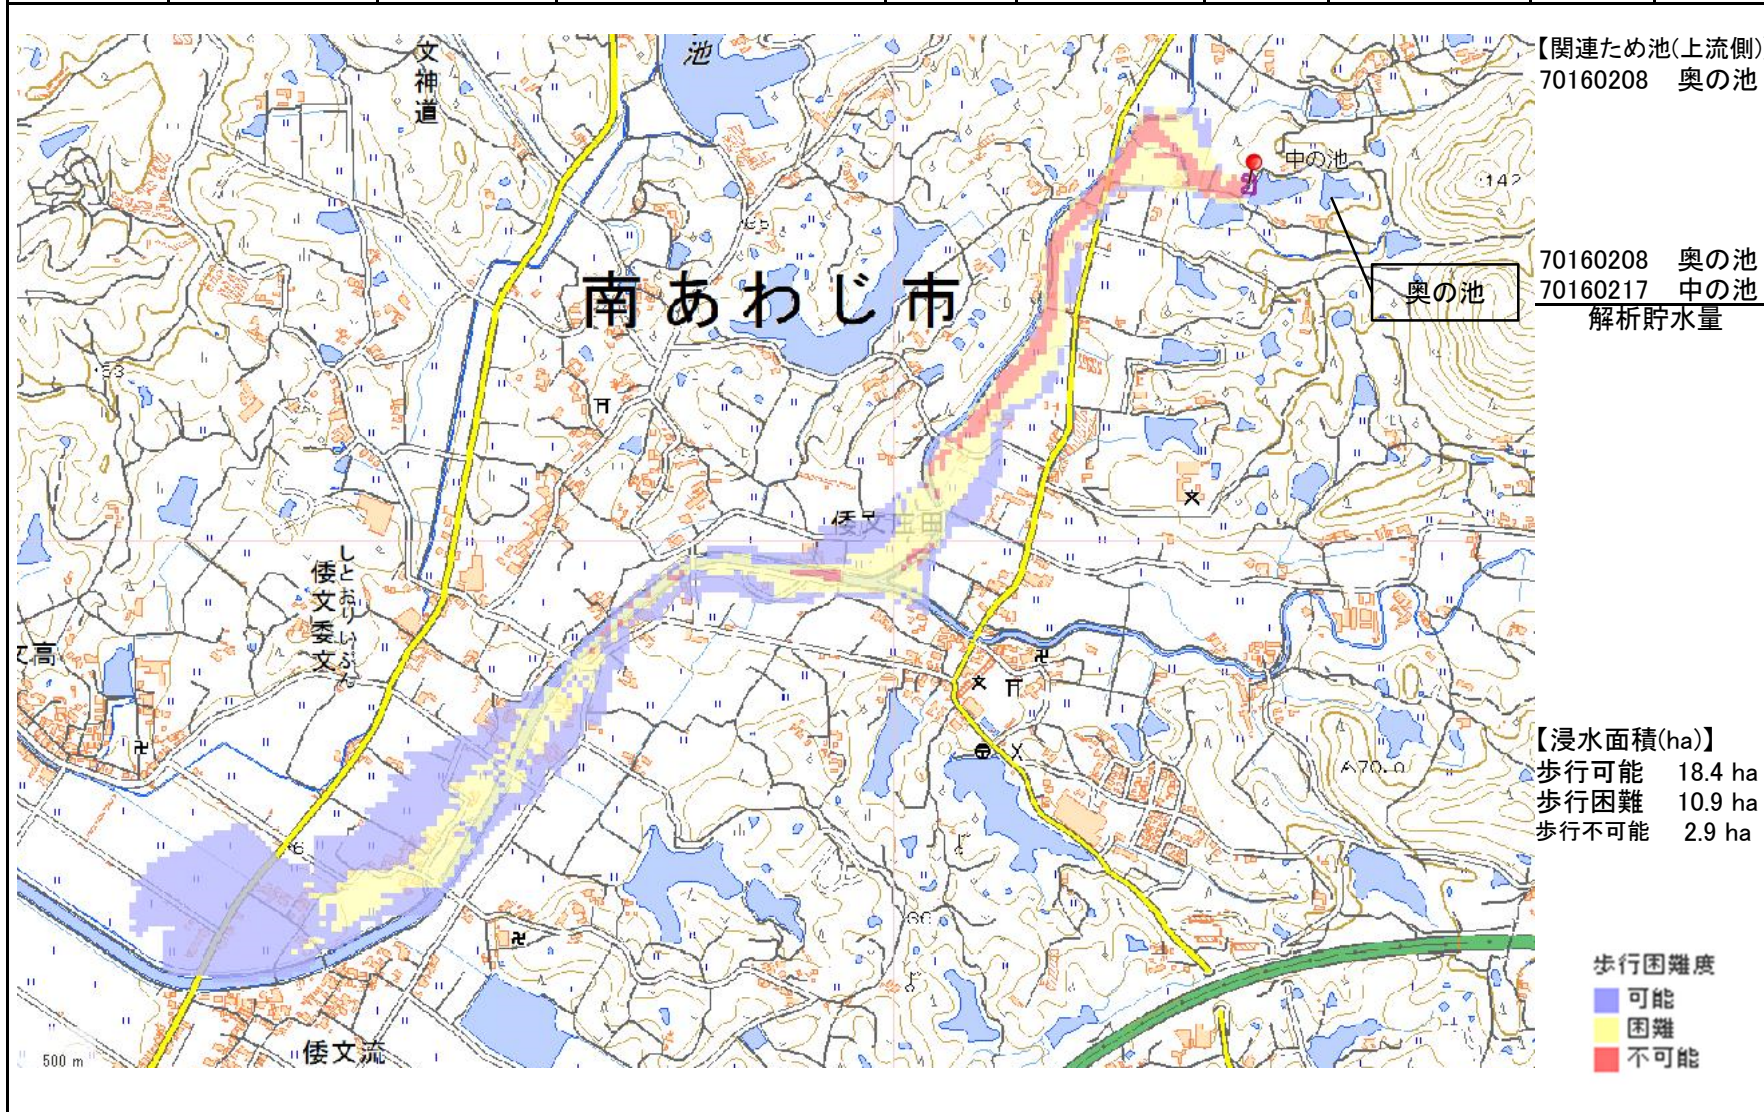 【関連ため池(上流側)
70160208 奥の池
70160208 奥の池
70160217 中の池
解析貯水量
【浸水面積(ha)】
歩行可能 18.4 ha
歩行困難 10.9 ha
歩行不可能 2.9 ha
歩行困難度
可能
困難
不可能
池
文神道
中の池
142
奥の池
南あわじ市
倭文庄田
しとおりいぶん
倭文委文
文高
70.0
倭文流
500 m